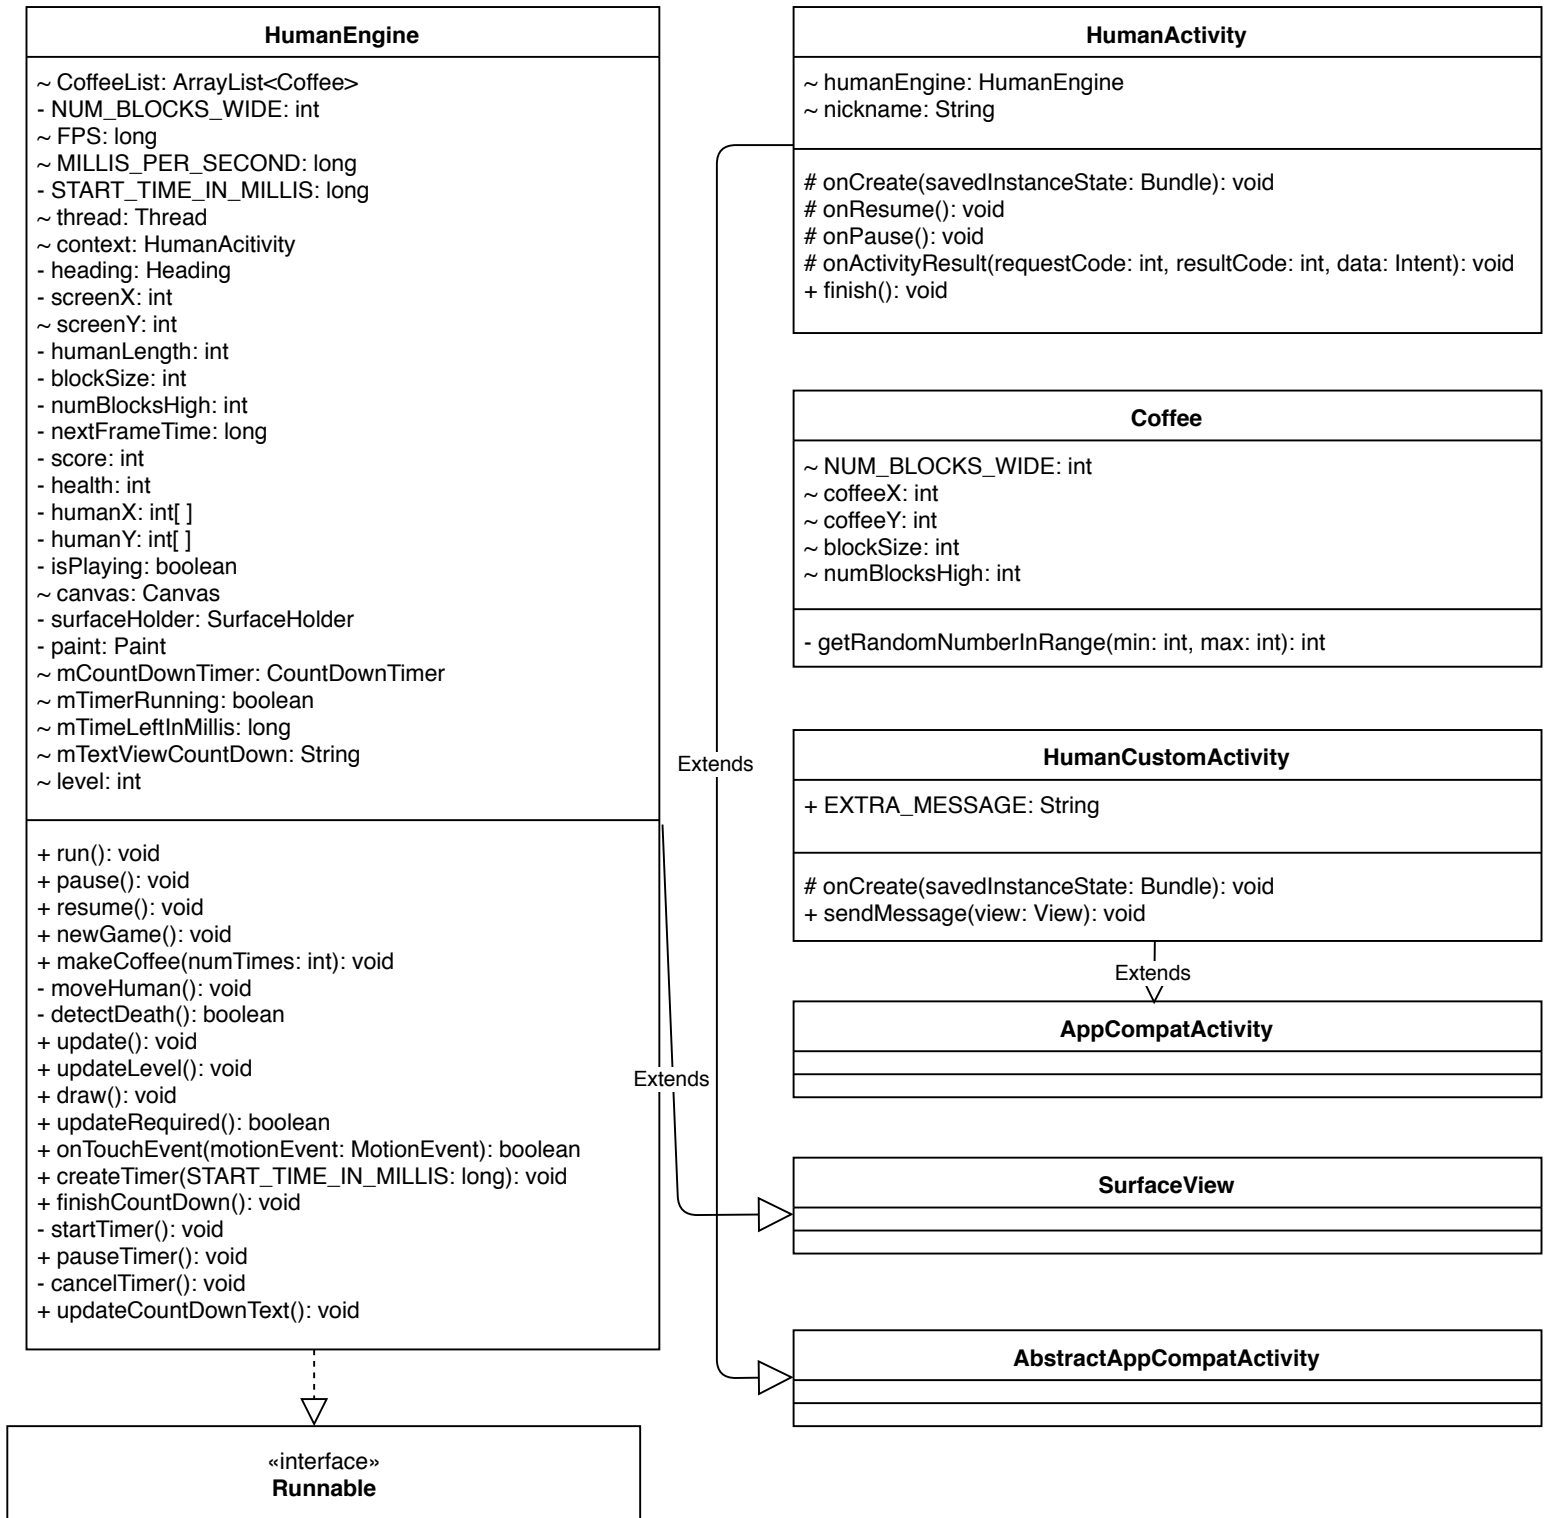 HumanEngine
~ CoffeeList: ArrayList<Coffee>
- NUM_BLOCKS_WIDE: int
~ FPS: long
~ MILLIS_PER_SECOND: long
- START_TIME_IN_MILLIS: long
~ thread: Thread
~ context: HumanAcitivity
- heading: Heading
- screenX: int
~ screenY: int
- humanLength: int
- blockSize: int
- numBlocksHigh: int
- nextFrameTime: long
- score: int
- health: int
- humanX: int[ ]
- humanY: int[ ]
- isPlaying: boolean
~ canvas: Canvas
- surfaceHolder: SurfaceHolder
- paint: Paint
~ mCountDownTimer: CountDownTimer
~ mTimerRunning: boolean
~ mTimeLeftInMillis: long
~ mTextViewCountDown: String
~ level: int
+ run(): void
+ pause(): void
+ resume(): void
+ newGame(): void
+ makeCoffee(numTimes: int): void
- moveHuman(): void
- detectDeath(): boolean
+ update(): void
+ updateLevel(): void
+ draw(): void
+ updateRequired(): boolean
+ onTouchEvent(motionEvent: MotionEvent): boolean
+ createTimer(START_TIME_IN_MILLIS: long): void
+ finishCountDown(): void
- startTimer(): void
+ pauseTimer(): void
- cancelTimer(): void
+ updateCountDownText(): void
«interface»
Runnable
Extends
Extends
HumanActivity
~ humanEngine: HumanEngine
~ nickname: String
# onCreate(savedInstanceState: Bundle): void
# onResume(): void
# onPause(): void
# onActivityResult(requestCode: int, resultCode: int, data: Intent): void
+ finish(): void
Coffee
~ NUM_BLOCKS_WIDE: int
~ coffeeX: int
~ coffeeY: int
~ blockSize: int
~ numBlocksHigh: int
- getRandomNumberInRange(min: int, max: int): int
HumanCustomActivity
+ EXTRA_MESSAGE: String
# onCreate(savedInstanceState: Bundle): void
+ sendMessage(view: View): void
Extends
AppCompatActivity
SurfaceView
AbstractAppCompatActivity